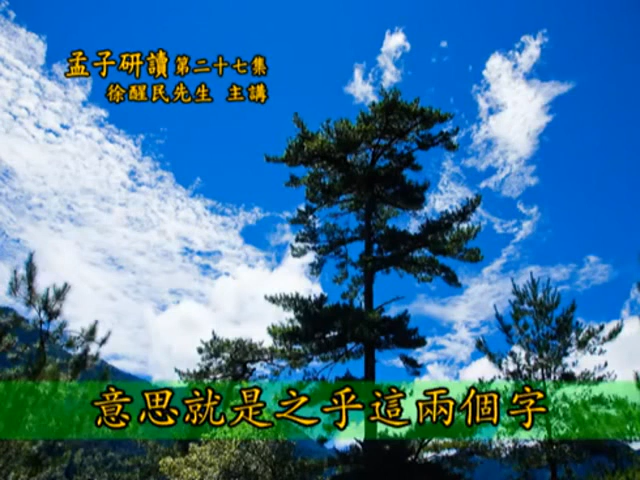 孟子研讀 第二十七集
徐醒民先生 主講
意思就是之乎這兩個字